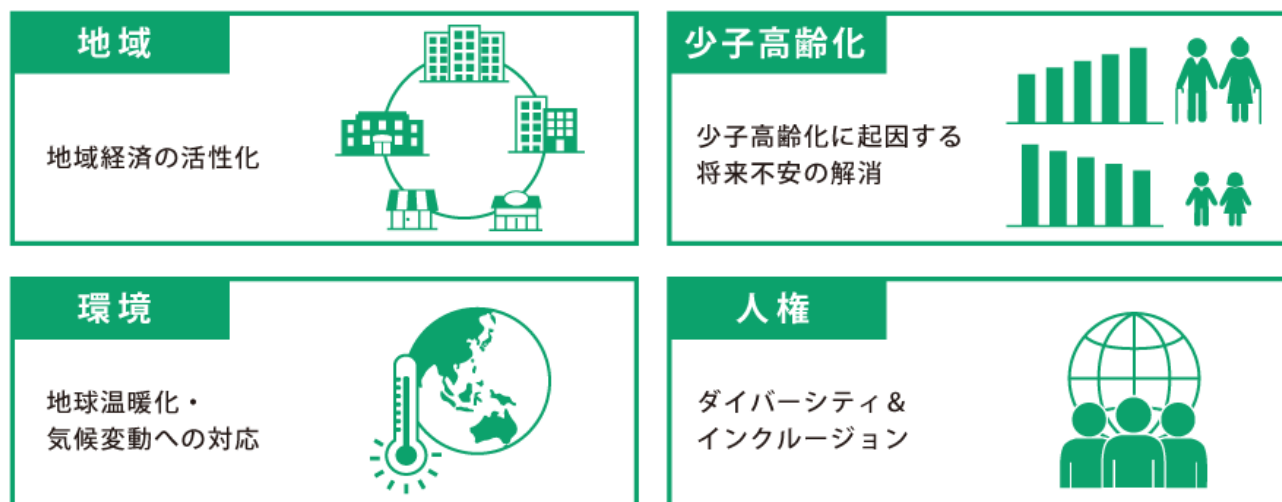 地域
地域経済の活性化
少子高齢化
少子高齢化に起因する
将来不安の解消
環境
地球温暖化・
気候変動への対応
人権
ダイバーシティ&
インクルージョン